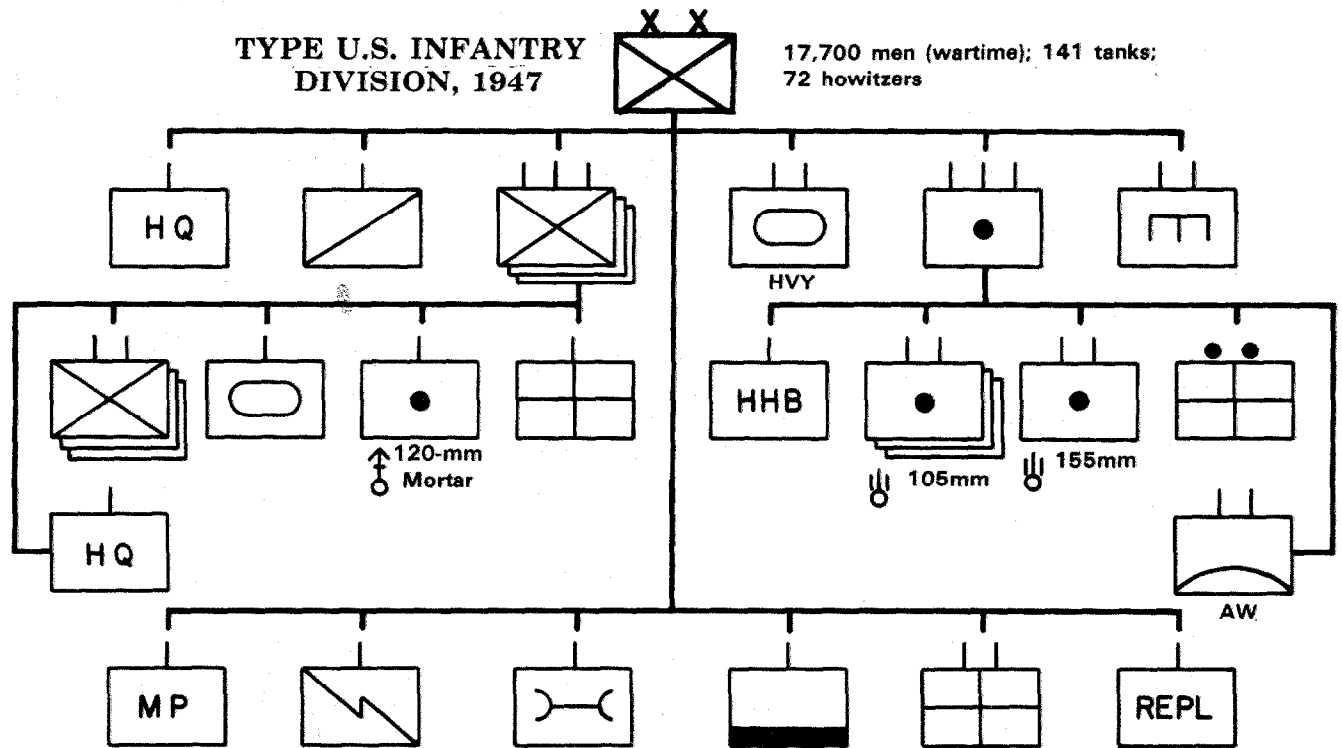 TYPE U.S. INFANTRY
DIVISION, 1947
17,700 men (wartime); 141 tanks;
72 howitzers
HQ
HVY
HHB
120-mm
Mortar
105mm
155mm
HQ
AW
MP
REPL